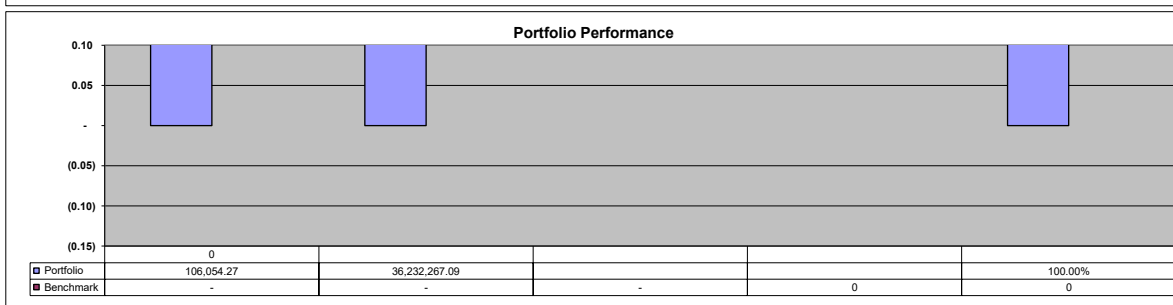 Portfolio Performance
0.10
0.05
-
(0.05)
(0.10)
(0.15)
0
Portfolio 106,054.27 36,232,267.09 100.00%
Benchmark - - - 0 0